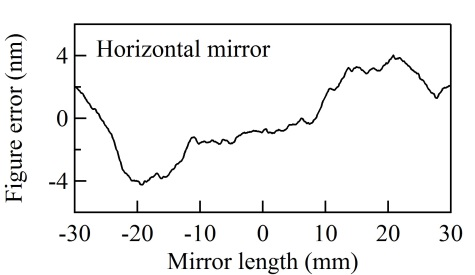 Horizontal mirror
Figure error (nm)
4
0
-4
-30 -20 -10 0 10 20 30
Mirror length (mm)